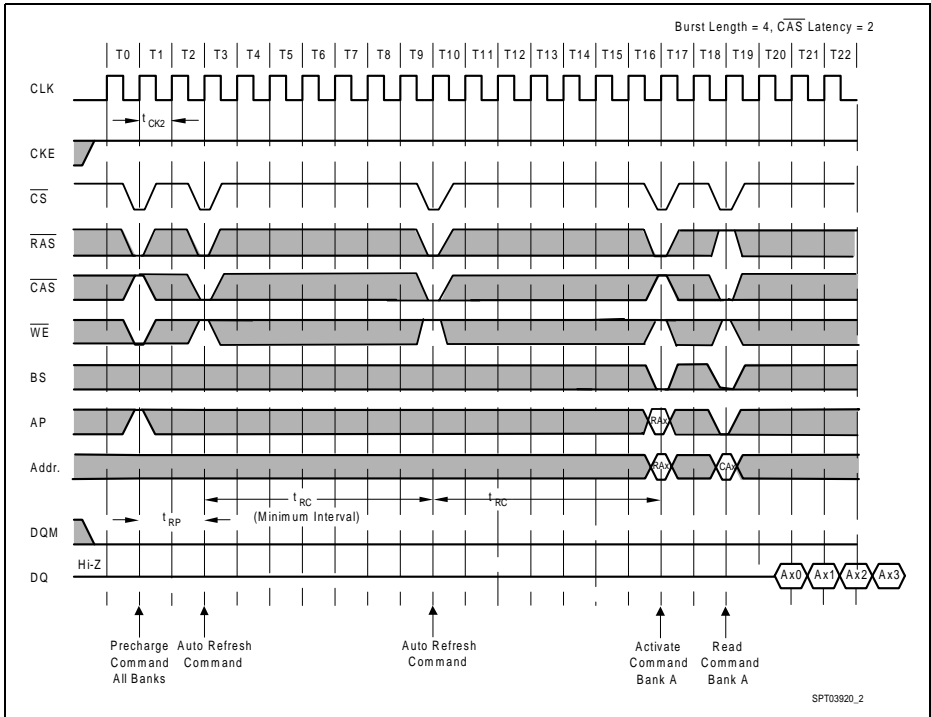 Burst Length = 4, CAS Latency = 2
T0 T1 T2 T3 T4 T5 T6 T7 T8 T9 T10 T11 T12 T13 T14 T15 T16 T17 T18 T19 T20 T21 T22
CLK
t CK2
CKE
CS
RAS
CAS
WE
BS
AP
RAx
Addr.
RAx CAx
t RC t RC
t RP (Minimum Interval)
DQM
Hi-Z
DQ
Ax0 Ax1 Ax2 Ax3
Precharge Command All Banks
Auto Refresh Command
Auto Refresh Command
Activate Command Bank A
Read Command Bank A
SPT03920_2